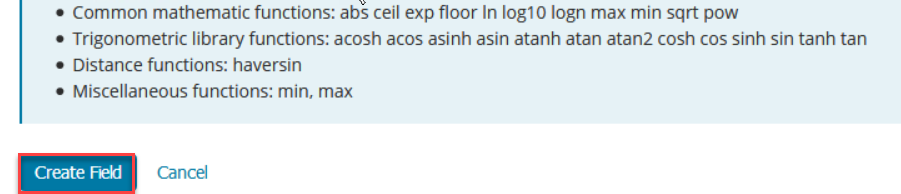 • Common mathematic functions: abs ceil exp floor ln log10 logn max min sqrt pow
• Trigonometric library functions: acosh acos asinh asin atanh atan atan2 cosh cos sinh sin tanh tan
• Distance functions: haversin
• Miscellaneous functions: min, max
Create Field Cancel